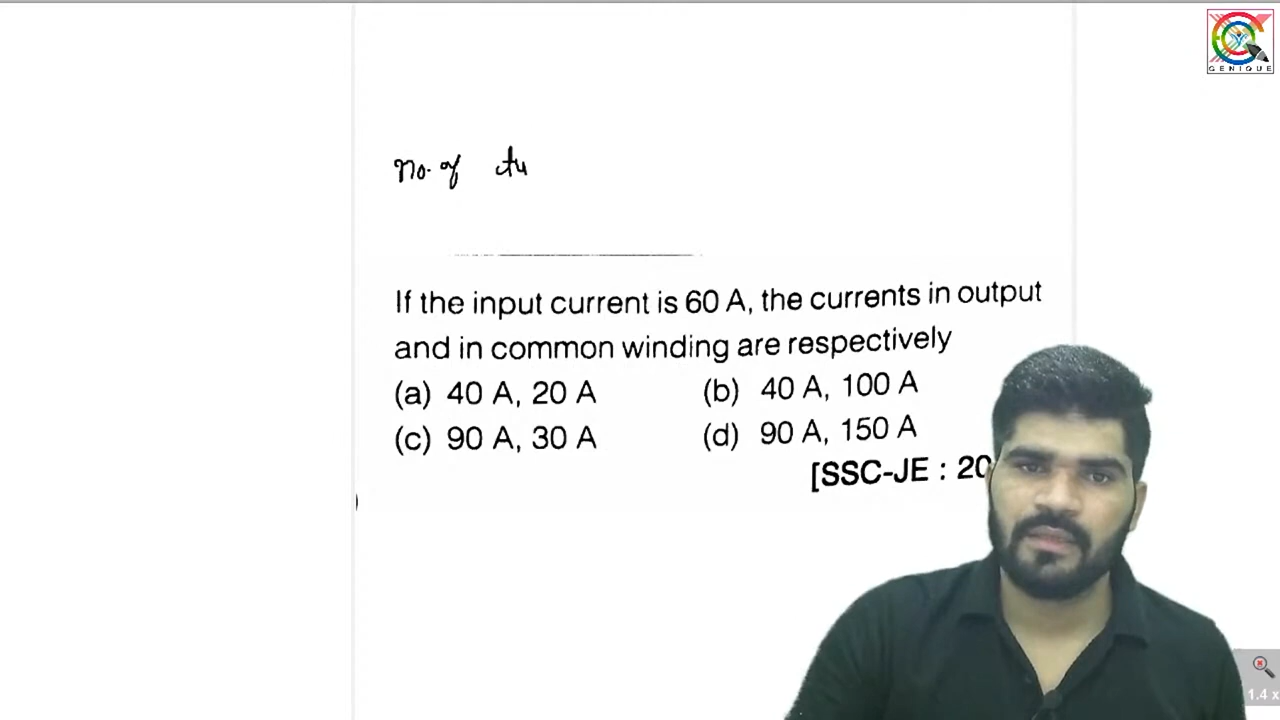 GENIQUE
No. of
If the input current is 60 A, the currents in output
and in common winding are respectively
(a) 40 A, 20 A (b) 40 A, 100 A
(c) 90 A, 30 A (d) 90 A, 150 A
[SSC-JE : 20
)
1.4 x